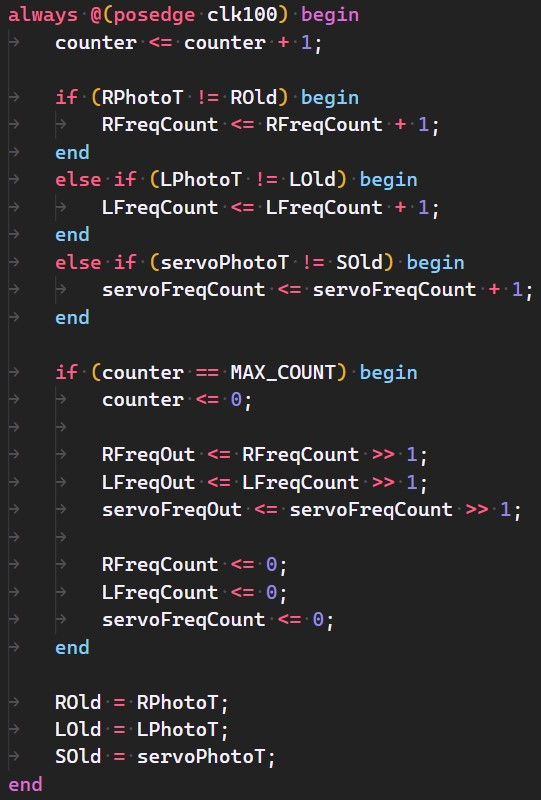 always @(posedge clk100) begin
counter <= counter + 1;
if (RPhotoT != ROld) begin
RFreqCount <= RFreqCount + 1;
end
else if (LPhotoT != LOld) begin
LFreqCount <= LFreqCount + 1;
end
else if (servoPhotoT != SOld) begin
servoFreqCount <= servoFreqCount + 1;
end
if (counter == MAX_COUNT) begin
counter <= 0;
RFreqOut <= RFreqCount >> 1;
LFreqOut <= LFreqCount >> 1;
servoFreqOut <= servoFreqCount >> 1;
RFreqCount <= 0;
LFreqCount <= 0;
servoFreqCount <= 0;
end
ROld = RPhotoT;
LOld = LPhotoT;
SOld = servoPhotoT;
end